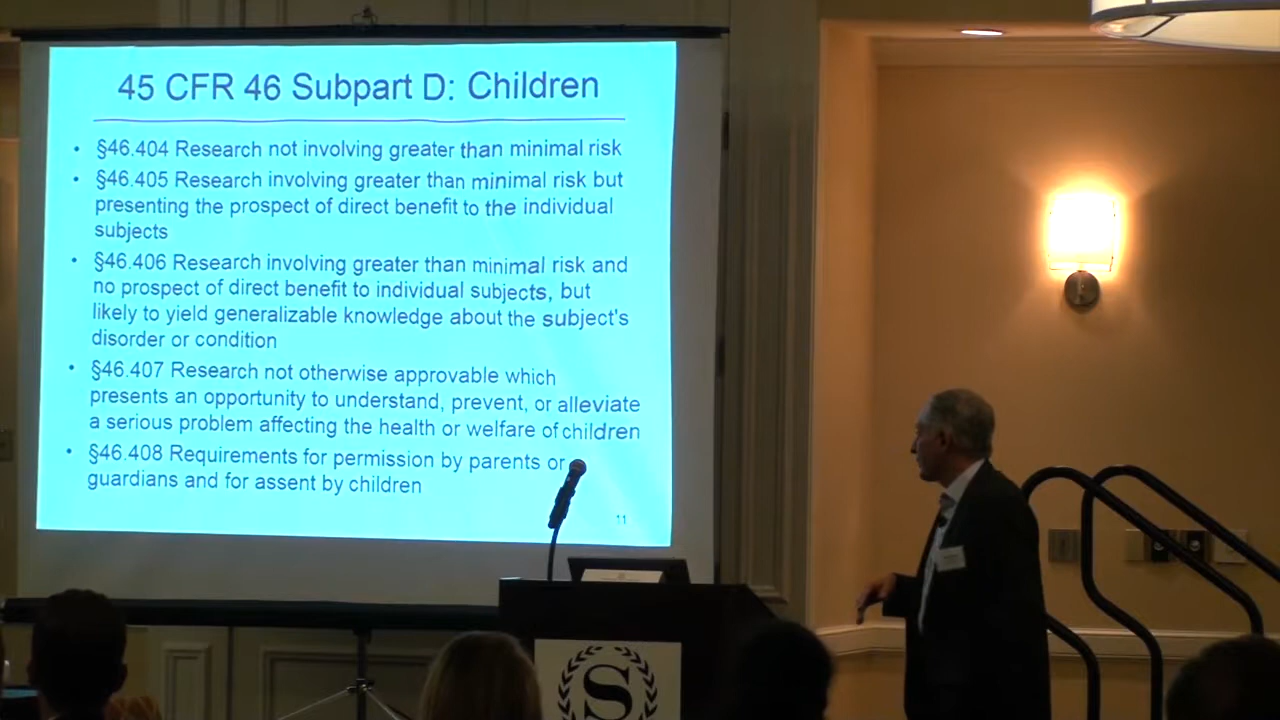 45 CFR 46 Subpart D: Children
• §46.404 Research not involving greater than minimal risk
• §46.405 Research involving greater than minimal risk but
presenting the prospect of direct benefit to the individual
subjects
• §46.406 Research involving greater than minimal risk and
no prospect of direct benefit to individual subjects, but
likely to yield generalizable knowledge about the subject's
disorder or condition
• §46.407 Research not otherwise approvable which
presents an opportunity to understand, prevent, or alleviate
a serious problem affecting the health or welfare of children
• §46.408 Requirements for permission by parents or
guardians and for assent by children
11
S